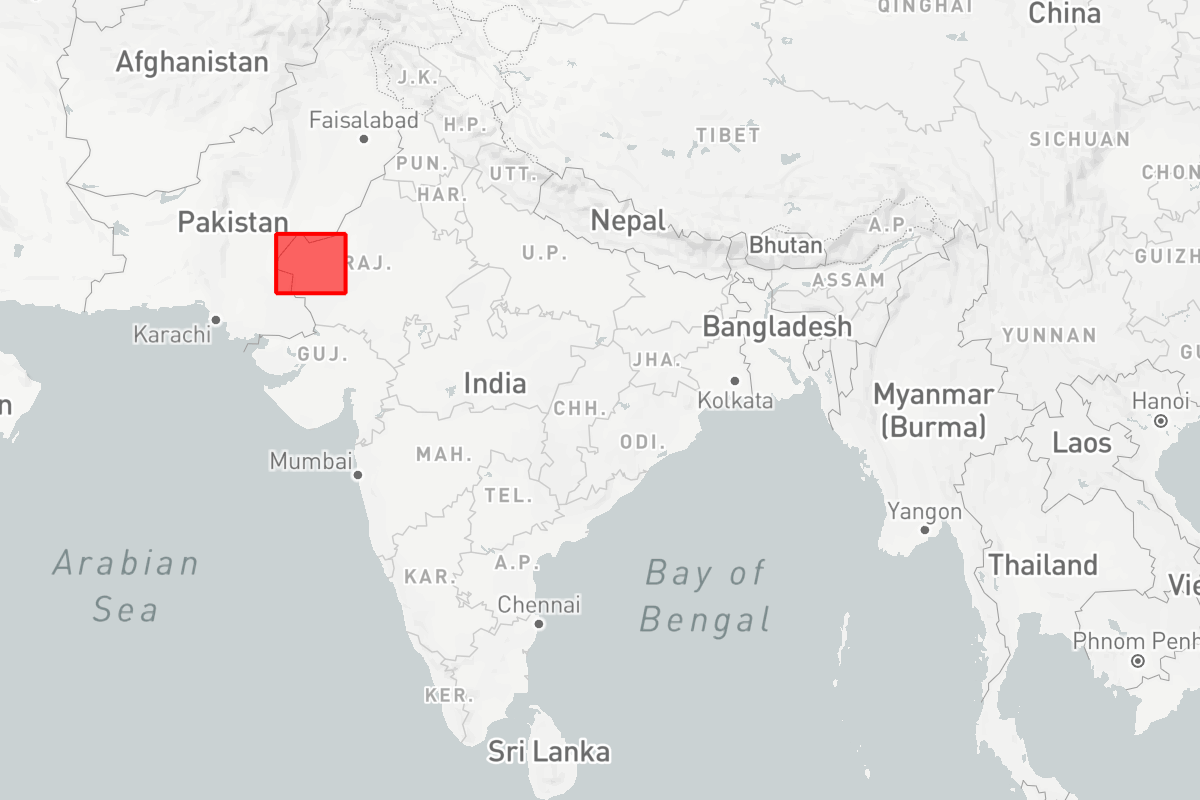 QINGHAI
China
Afghanistan
J.K.
Faisalabad
H.P.
TIBET
SICHUAN
PUN.
UTT.
CHON
HAR.
Pakistan
Nepal
A.P.
Bhutan
U.P.
RAJ.
GUIZH
ASSAM
Karachi
Bangladesh
YUNNAN
GUJ.
JHA.
GU
India
Kolkata
Myanmar
(Burma)
Hanoi
n
CHH.
ODI.
Laos
MAH.
Mumbai
TEL.
Yangon
Arabian
Sea
A.P.
KAR.
Bay of
Bengal
Thailand
Vie
Chennai
Phnom Penh
KER.
Sri Lanka